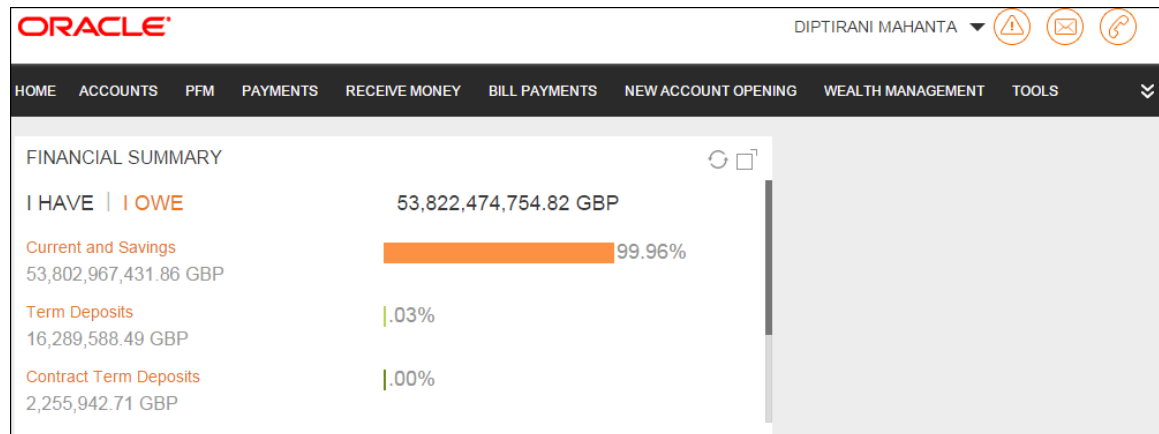 ORACLE
DIPTIRANI MAHANTA
HOME ACCOUNTS PFM PAYMENTS RECEIVE MONEY BILL PAYMENTS NEW ACCOUNT OPENING WEALTH MANAGEMENT TOOLS
FINANCIAL SUMMARY
I HAVE | I OWE 53,822,474,754.82 GBP
Current and Savings
53,802,967,431.86 GBP
99.96%
Term Deposits
16,289,588.49 GBP
.03%
Contract Term Deposits
2,255,942.71 GBP
.00%